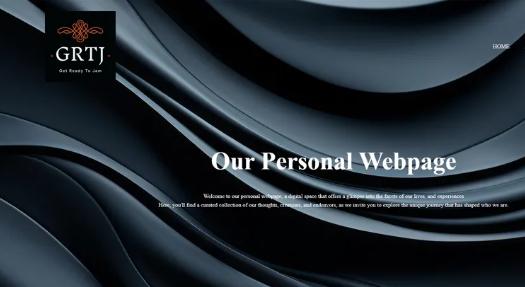 GRTJ
Get Ready To Jam
HOME
Our Personal Webpage
Welcome to our personal webpage, a digital space that offers a glimpse into the facets of our lives, and experiences
Here, you'll find a curated collection of our thoughts, creations, and endeavors, as we invite you to explore the unique journey that has shaped who we are.